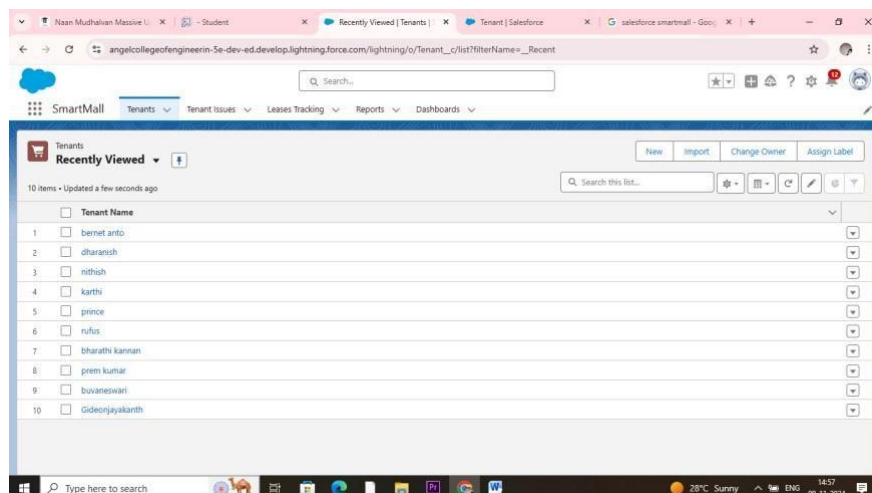 Naan Mudhalvan Massive U
- Student
Recently Viewed | Tenants |
Tenant | Salesforce
salesforce smartmall - Goo
angelcollegeofengineerin-5e-dev-ed.develop.lightning.force.com/lightning/o/Tenant__c/list?filterName=__Recent
Search...
12
SmartMall Tenants Tenant Issues Leases Tracking Reports Dashboards
Tenants
Recently Viewed
New Import Change Owner Assign Label
10 items • Updated a few seconds ago
Search this list...
Tenant Name
1 bernet anto
2 dharanish
3 nithish
4 karthi
5 prince
6 rufus
7 bharathi kannan
8 prem kumar
9 buvaneswari
10 Gideonjayakanth
Type here to search
Pr
W
28°C Sunny
ENG
14:57